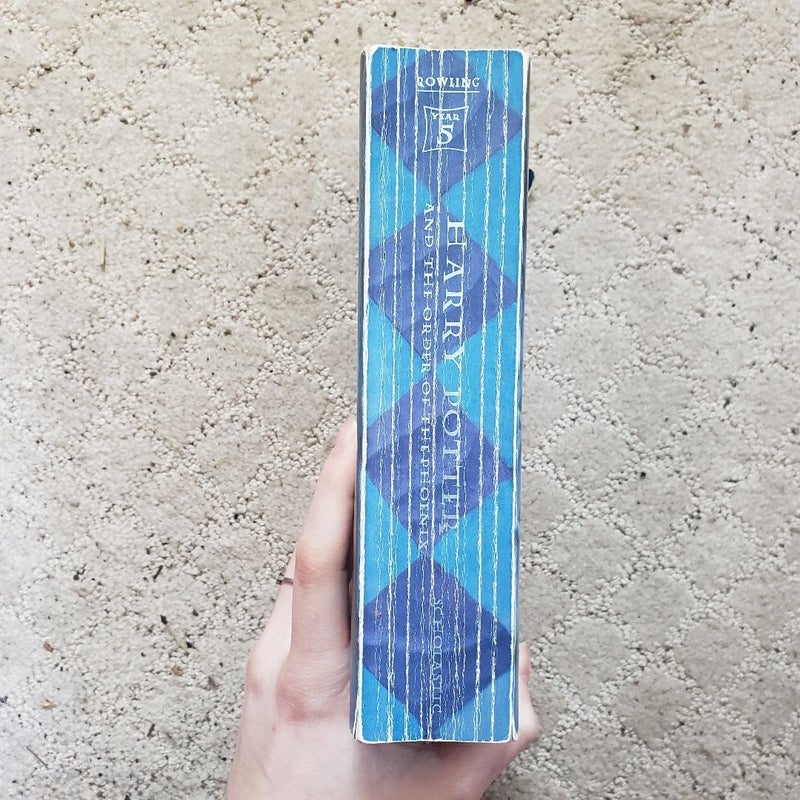 ROWLING
YEAR
5
HARRY POTTER
AND THE ORDER OF THE PHOENIX
SCHOLASTIC